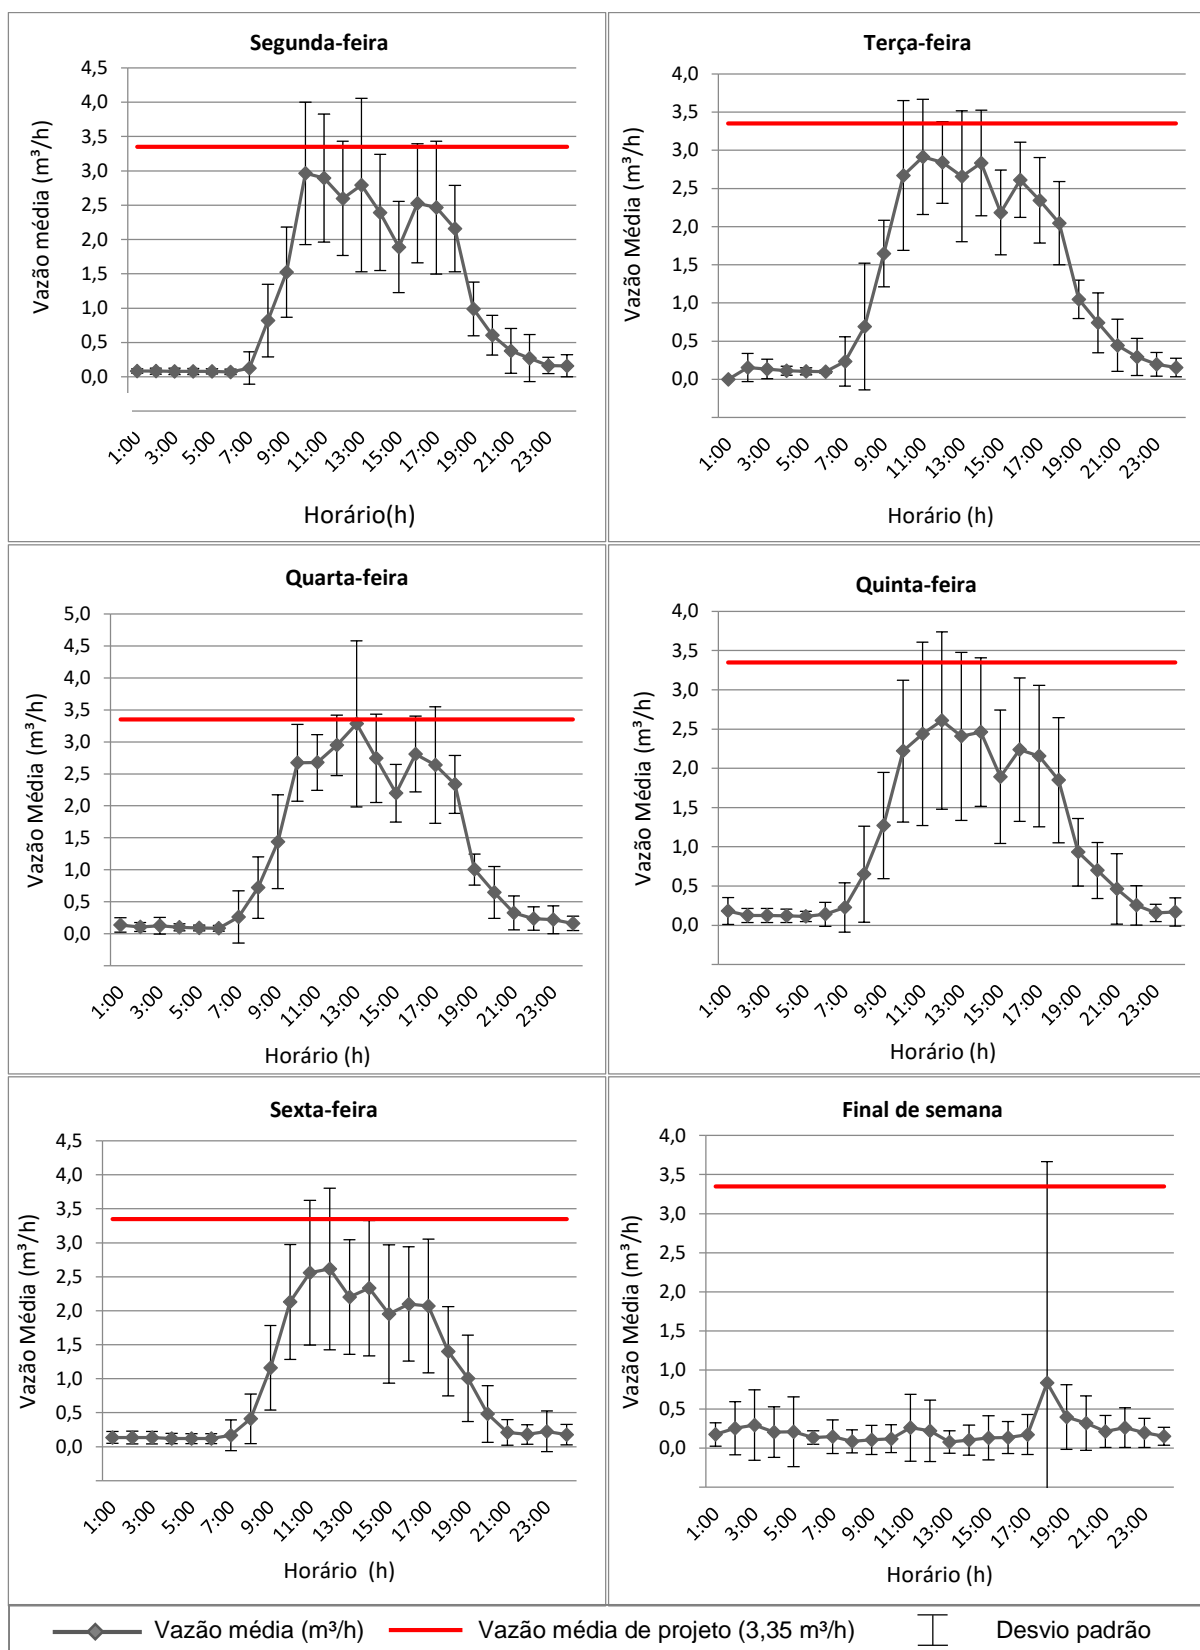 Segunda-feira
Vazão média (m³/h)
4,5
4,0
3,5
3,0
2,5
2,0
1,5
1,0
0,5
0,0
1:00 3:00 5:00 7:00 9:00 11:00 13:00 15:00 17:00 19:00 21:00 23:00
Horário(h)
Terça-feira
Vazão Média (m³/h)
4,0
3,5
3,0
2,5
2,0
1,5
1,0
0,5
0,0
1:00 3:00 5:00 7:00 9:00 11:00 13:00 15:00 17:00 19:00 21:00 23:00
Horário (h)
Quarta-feira
Vazão Média (m³/h)
5,0
4,5
4,0
3,5
3,0
2,5
2,0
1,5
1,0
0,5
0,0
1:00 3:00 5:00 7:00 9:00 11:00 13:00 15:00 17:00 19:00 21:00 23:00
Horário (h)
Quinta-feira
Vazão Média (m³/h)
4,0
3,5
3,0
2,5
2,0
1,5
1,0
0,5
0,0
1:00 3:00 5:00 7:00 9:00 11:00 13:00 15:00 17:00 19:00 21:00 23:00
Horário (h)
Sexta-feira
Vazão Média (m³/h)
4,5
4,0
3,5
3,0
2,5
2,0
1,5
1,0
0,5
0,0
1:00 3:00 5:00 7:00 9:00 11:00 13:00 15:00 17:00 19:00 21:00 23:00
Horário (h)
Final de semana
Vazão Média (m³/h)
4,0
3,5
3,0
2,5
2,0
1,5
1,0
0,5
0,0
1:00 3:00 5:00 7:00 9:00 11:00 13:00 15:00 17:00 19:00 21:00 23:00
Horário (h)
Vazão média (m³/h) Vazão média de projeto (3,35 m³/h) Desvio padrão